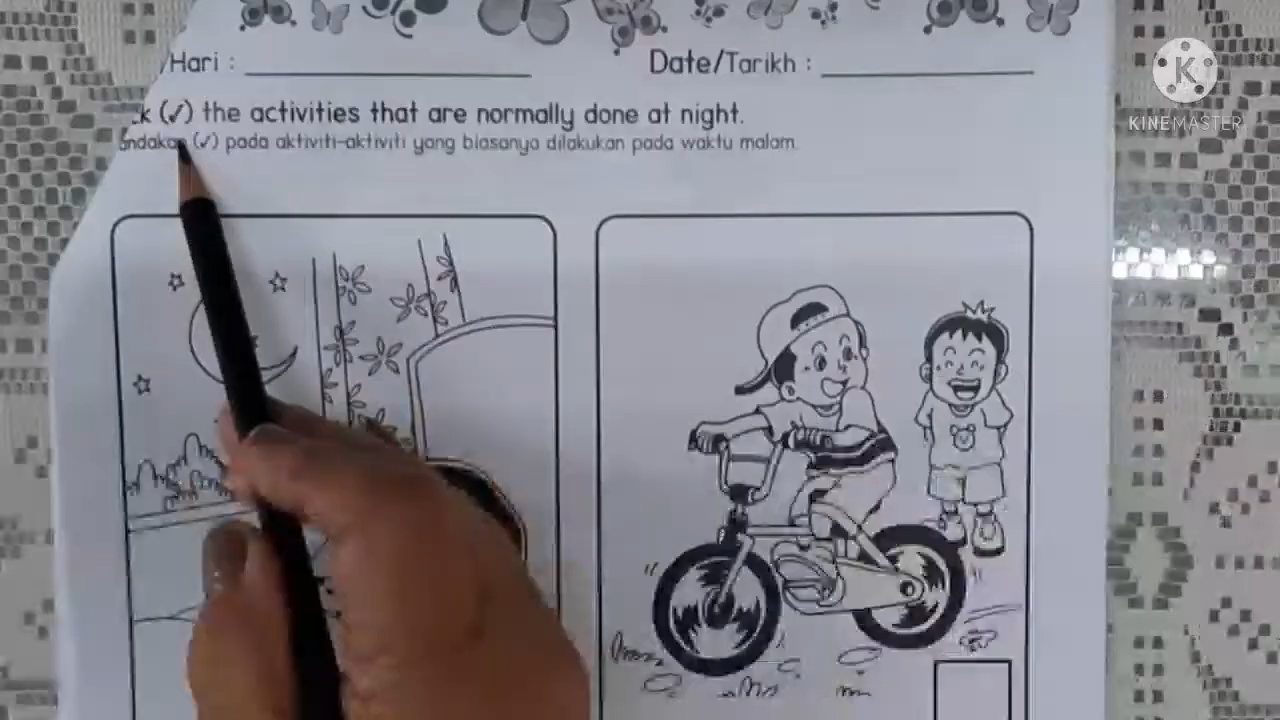 /Hari : Date/Tarikh :
(✓) the activities that are normally done at night.
(✓) pada aktiviti-aktiviti yang biasanya dilakukan pada waktu malam.
K
KINEMASTER